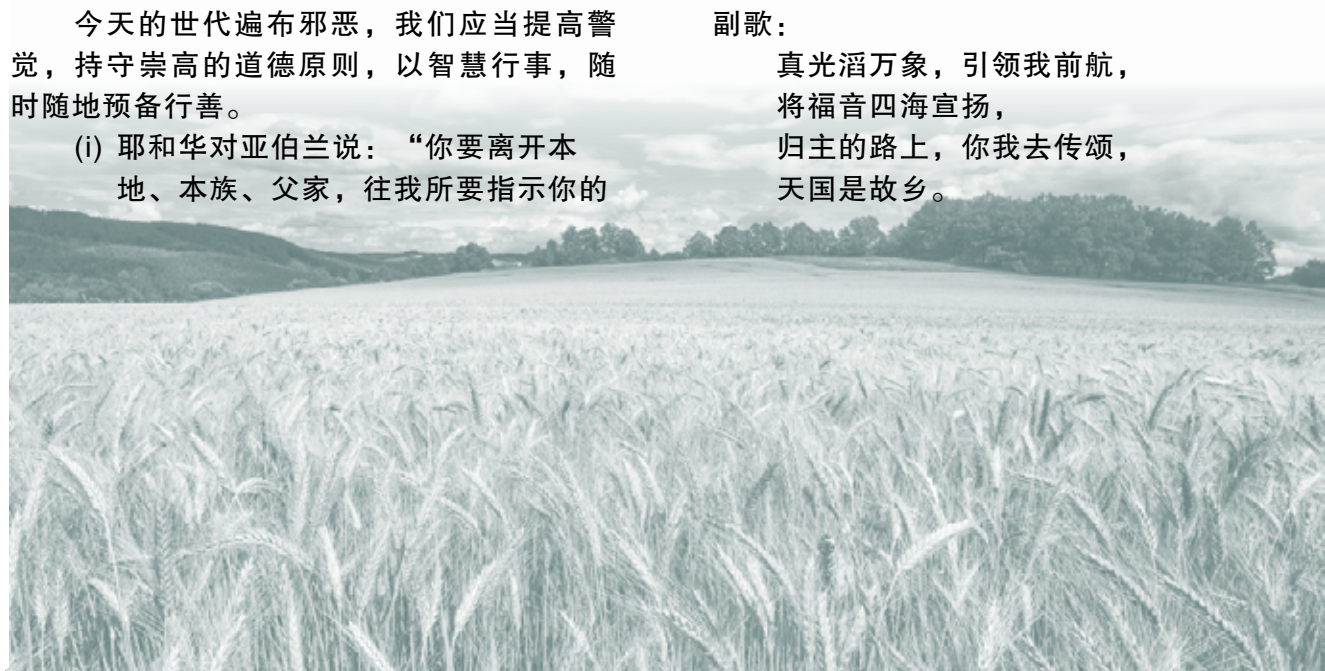 今天的世代遍布邪恶，我们应当提高警
觉，持守崇高的道德原则，以智慧行事，随
时随地预备行善。
(i) 耶和华对亚伯兰说：“你要离开本
地、本族、父家，往我所要指示你的
副歌：
真光滔万象，引领我前航，
将福音四海宣扬，
归主的路上，你我去传颂，
天国是故乡。